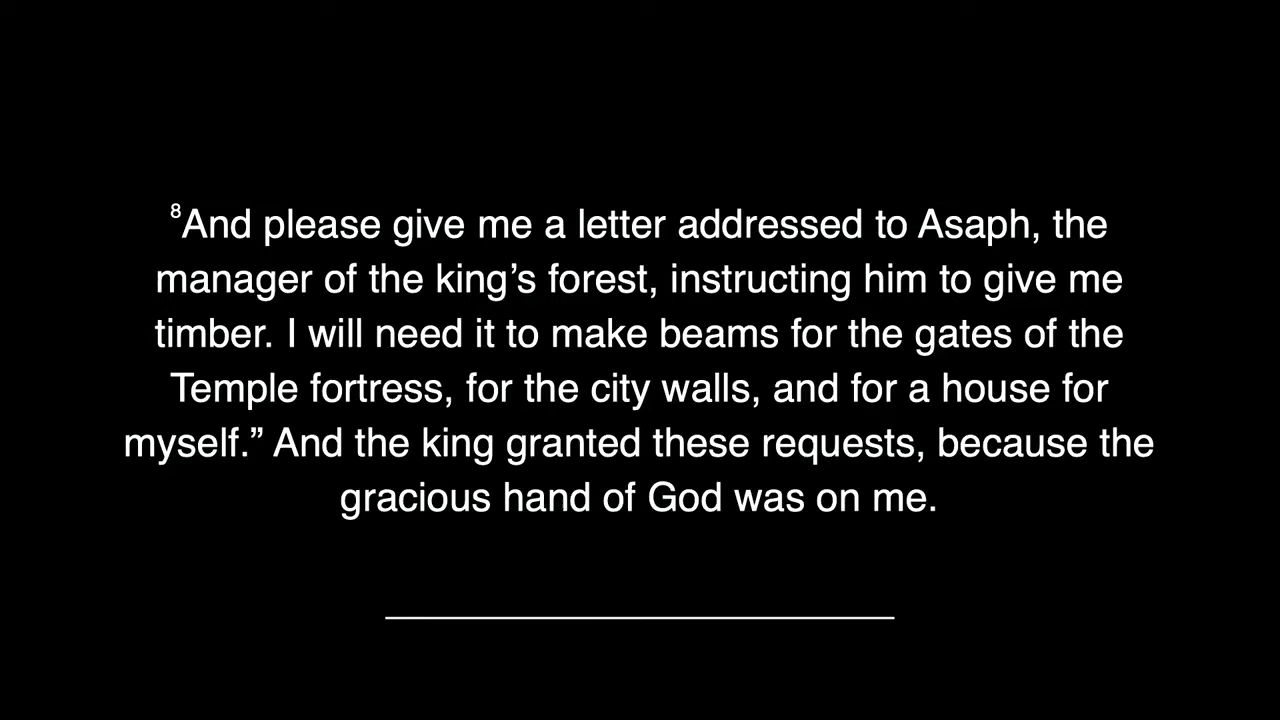 ⁸And please give me a letter addressed to Asaph, the
manager of the king’s forest, instructing him to give me
timber. I will need it to make beams for the gates of the
Temple fortress, for the city walls, and for a house for
myself.” And the king granted these requests, because the
gracious hand of God was on me.